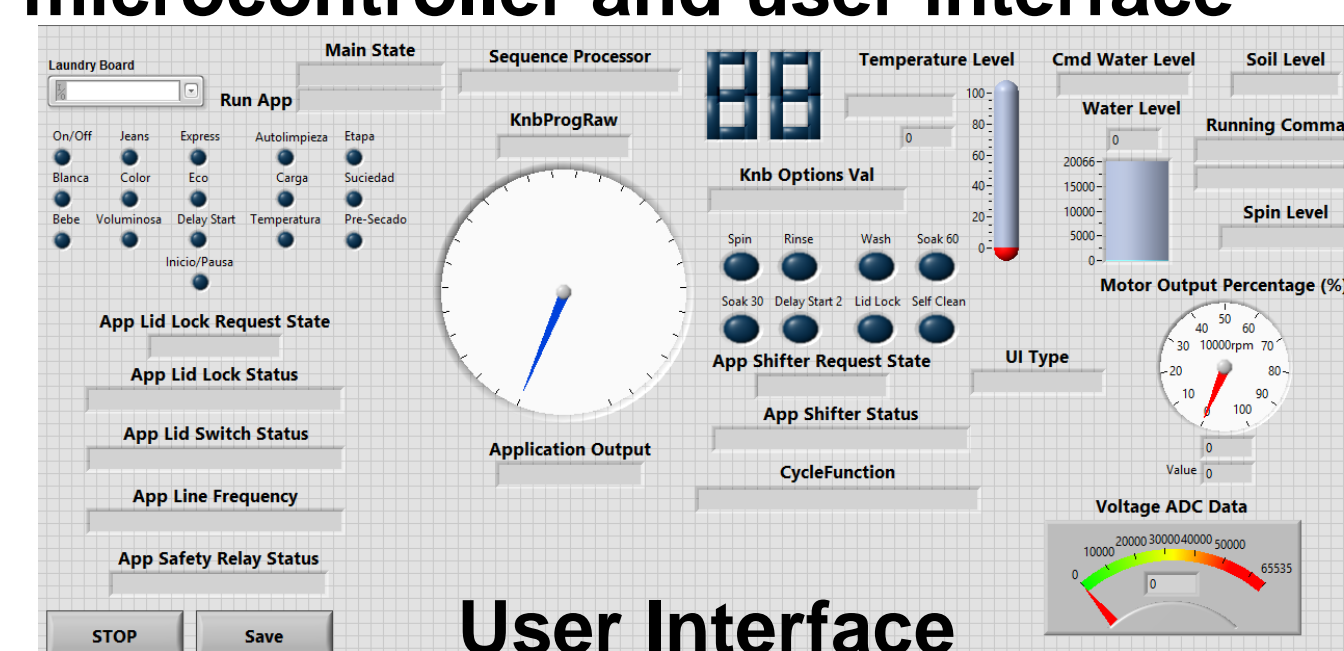 microcontroller and user interface
Laundry Board
Main State
Run App
Sequence Processor
KnbProgRaw
Temperature Level
Cmd Water Level
Soil Level
Water Level
Running Comma
On/Off Jeans Express Autolimpieza Etapa
Blanca Color Eco Carga Suciedad
Bebe Voluminosa Delay Start Temperatura Pre-Secado
Inicio/Pausa
100
80
60
40
20
0
0
0
20066
15000
10000
5000
0
Knb Options Val
Spin Level
Spin Rinse Wash Soak 60
Soak 30 Delay Start 2 Lid Lock Self Clean
Motor Output Percentage (%)
0 10 20 30 40 50 60 70 80 90 100
10000rpm
0
Value 0
App Lid Lock Request State
App Lid Lock Status
App Lid Switch Status
App Line Frequency
App Safety Relay Status
App Shifter Request State
UI Type
App Shifter Status
Application Output
CycleFunction
Voltage ADC Data
0 10000 20000 30000 40000 50000 65535
0
STOP Save
User Interface